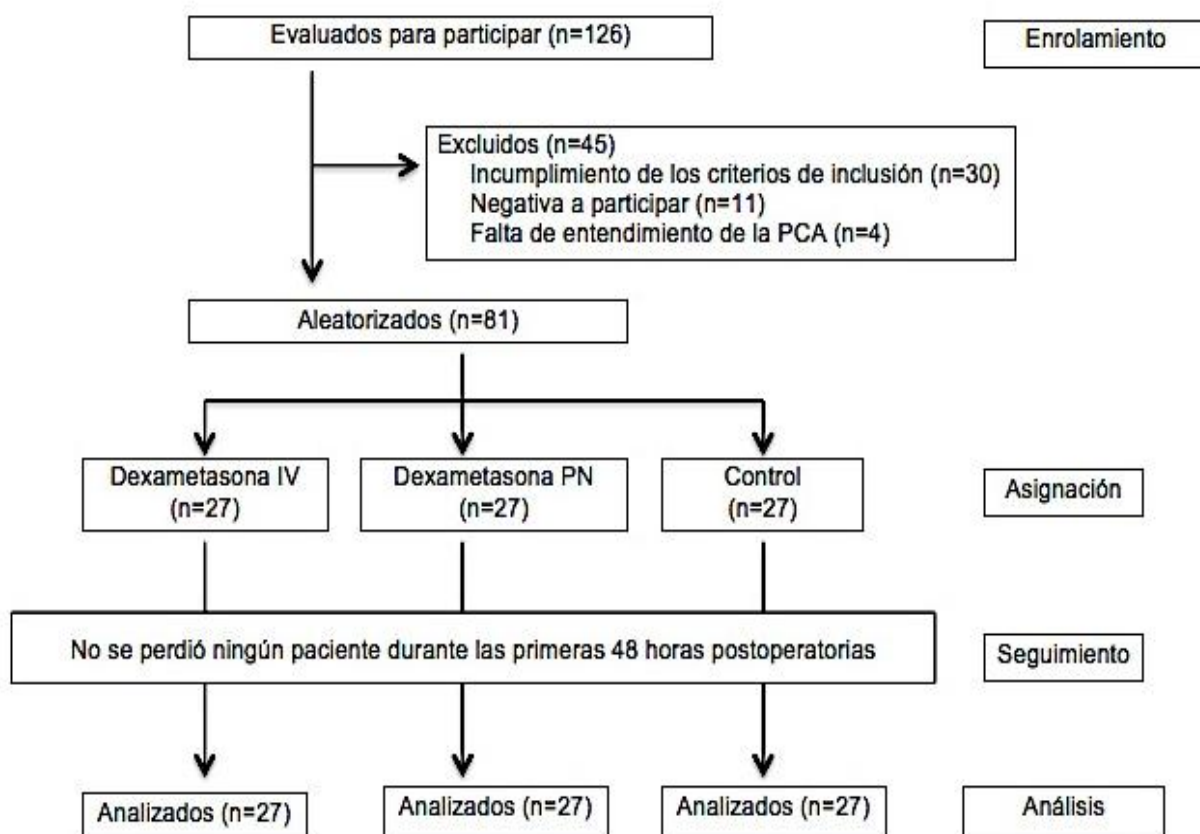 Evaluados para participar (n=126)
Enrolamiento
Excluidos (n=45)
Incumplimiento de los criterios de inclusión (n=30)
Negativa a participar (n=11)
Falta de entendimiento de la PCA (n=4)
Aleatorizados (n=81)
Dexametasona IV
(n=27)
Dexametasona PN
(n=27)
Control
(n=27)
Asignación
No se perdió ningún paciente durante las primeras 48 horas postoperatorias
Seguimiento
Analizados (n=27)
Analizados (n=27)
Analizados (n=27)
Análisis